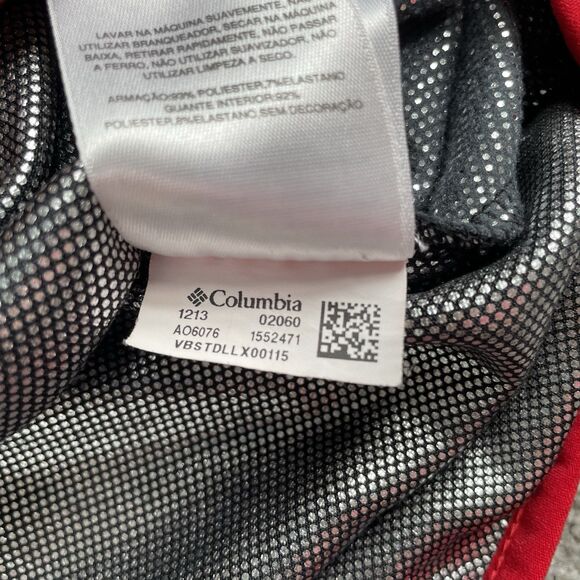 LAVAR NA MÁQUINA SUAVEMENTE, NÃO
UTILIZAR BRANQUEADOR, SECAR NA MÁQUINA
BAIXA, RETIRAR RAPIDAMENTE, NÃO PASSAR
A FERRO, NÃO UTILIZAR SUAVIZADOR, NÃO
UTILIZAR LIMPEZA A SECO.
ARMAÇÃO:93% POLIESTER,7%ELASTANO
GUANTE INTERIOR:92%
POLIESTER,8%ELASTANO,SEM DECORAÇÃO
Columbia
1213 02060
AO6076 1552471
VBSTDLLX00115